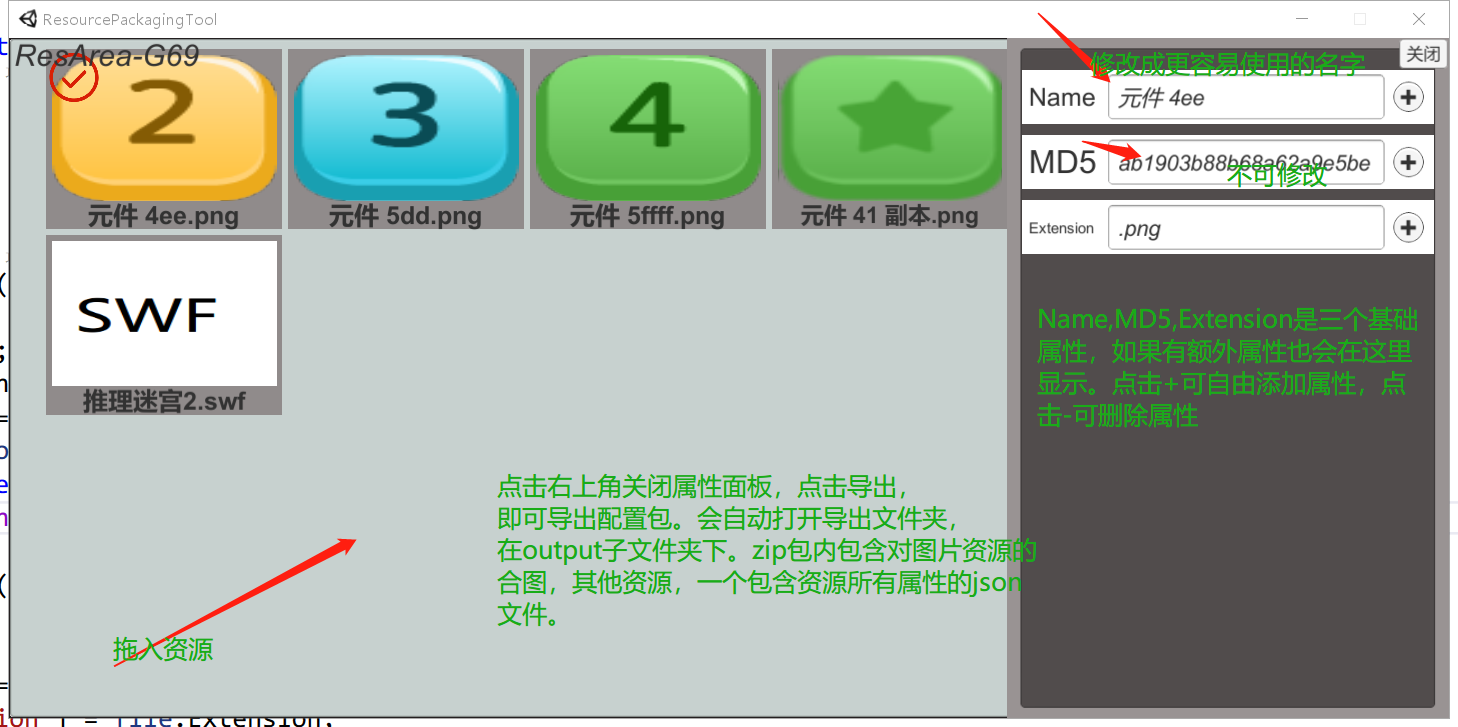 ResourcePackagingTool
ResArea-G69
2
3
4
元件 4ee.png
元件 5dd.png
元件 5ffff.png
元件 41 副本.png
SWF
推理迷宫2.swf
拖入资源
点击右上角关闭属性面板，点击导出，
即可导出配置包。会自动打开导出文件夹，
在output子文件夹下。zip包内包含对图片资源的
合图，其他资源，一个包含资源所有属性的json
文件。
关闭
修改成更容易使用的名字
Name
元件 4ee
MD5
ab1903b88b68a62a9e5be
不可修改
Extension
.png
Name,MD5,Extension是三个基础
属性，如果有额外属性也会在这里
显示。点击+可自由添加属性，点
击-可删除属性